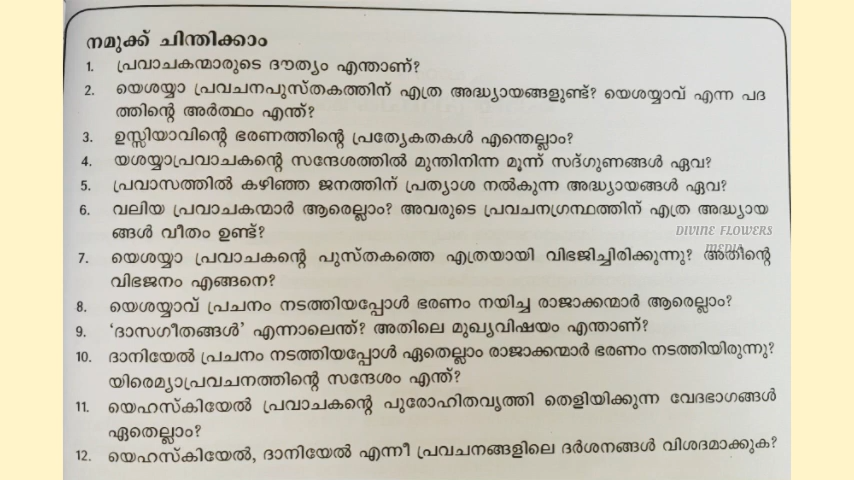 നമുക്ക് ചിന്തിക്കാം
1. പ്രവാചകന്മാരുടെ ദൗത്യം എന്താണ്?
2. യെശയ്യാ പ്രവചനപുസ്തകത്തിന് എത്ര അദ്ധ്യായങ്ങളുണ്ട്? യെശയ്യാവ് എന്ന പദ
ത്തിന്റെ അർത്ഥം എന്ത്?
3. ഉസ്സിയാവിന്റെ ഭരണത്തിന്റെ പ്രത്യേകതകൾ എന്തെല്ലാം?
4. യശയ്യാപ്രവാചകന്റെ സന്ദേശത്തിൽ മുന്തിനിന്ന മൂന്ന് സദ്ഗുണങ്ങൾ ഏവ?
5. പ്രവാസത്തിൽ കഴിഞ്ഞ ജനത്തിന് പ്രത്യാശ നൽകുന്ന അദ്ധ്യായങ്ങൾ ഏവ?
6. വലിയ പ്രവാചകന്മാർ ആരെല്ലാം? അവരുടെ പ്രവചനഗ്രന്ഥത്തിന് എത്ര അദ്ധ്യായ
ങ്ങൾ വീതം ഉണ്ട്?
DIVINE FLOWERS
MEDIA
7. യെശയ്യാ പ്രവാചകന്റെ പുസ്തകത്തെ എത്രയായി വിഭജിച്ചിരിക്കുന്നു? അതിന്റെ
വിഭജനം എങ്ങനെ?
8. യെശയ്യാവ് പ്രചനം നടത്തിയപ്പോൾ ഭരണം നയിച്ച രാജാക്കന്മാർ ആരെല്ലാം?
9. ‘ദാസഗീതങ്ങൾ’ എന്നാലെന്ത്? അതിലെ മുഖ്യവിഷയം എന്താണ്?
10. ദാനിയേൽ പ്രചനം നടത്തിയപ്പോൾ ഏതെല്ലാം രാജാക്കന്മാർ ഭരണം നടത്തിയിരുന്നു?
യിരെമ്യാപ്രവചനത്തിന്റെ സന്ദേശം എന്ത്?
11. യെഹസ്കിയേൽ പ്രവാചകന്റെ പുരോഹിതവൃത്തി തെളിയിക്കുന്ന വേദഭാഗങ്ങൾ
ഏതെല്ലാം?
12. യെഹസ്കിയേൽ, ദാനിയേൽ എന്നീ പ്രവചനങ്ങളിലെ ദർശനങ്ങൾ വിശദമാക്കുക?